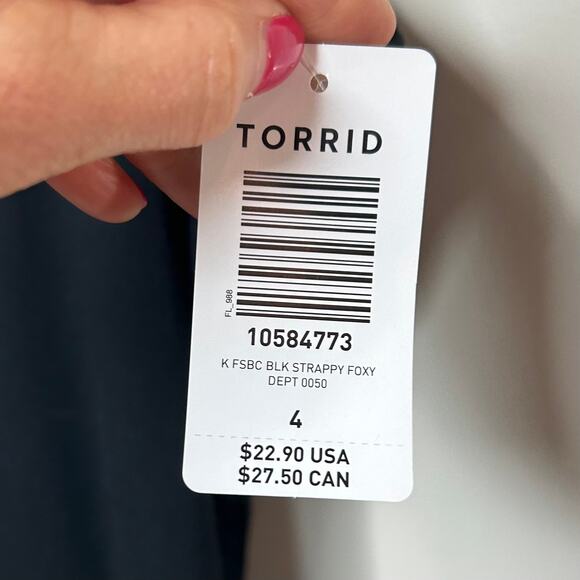 TORRID
FL_988
10584773
K FSBC BLK STRAPPY FOXY
DEPT 0050
4
$22.90 USA
$27.50 CAN